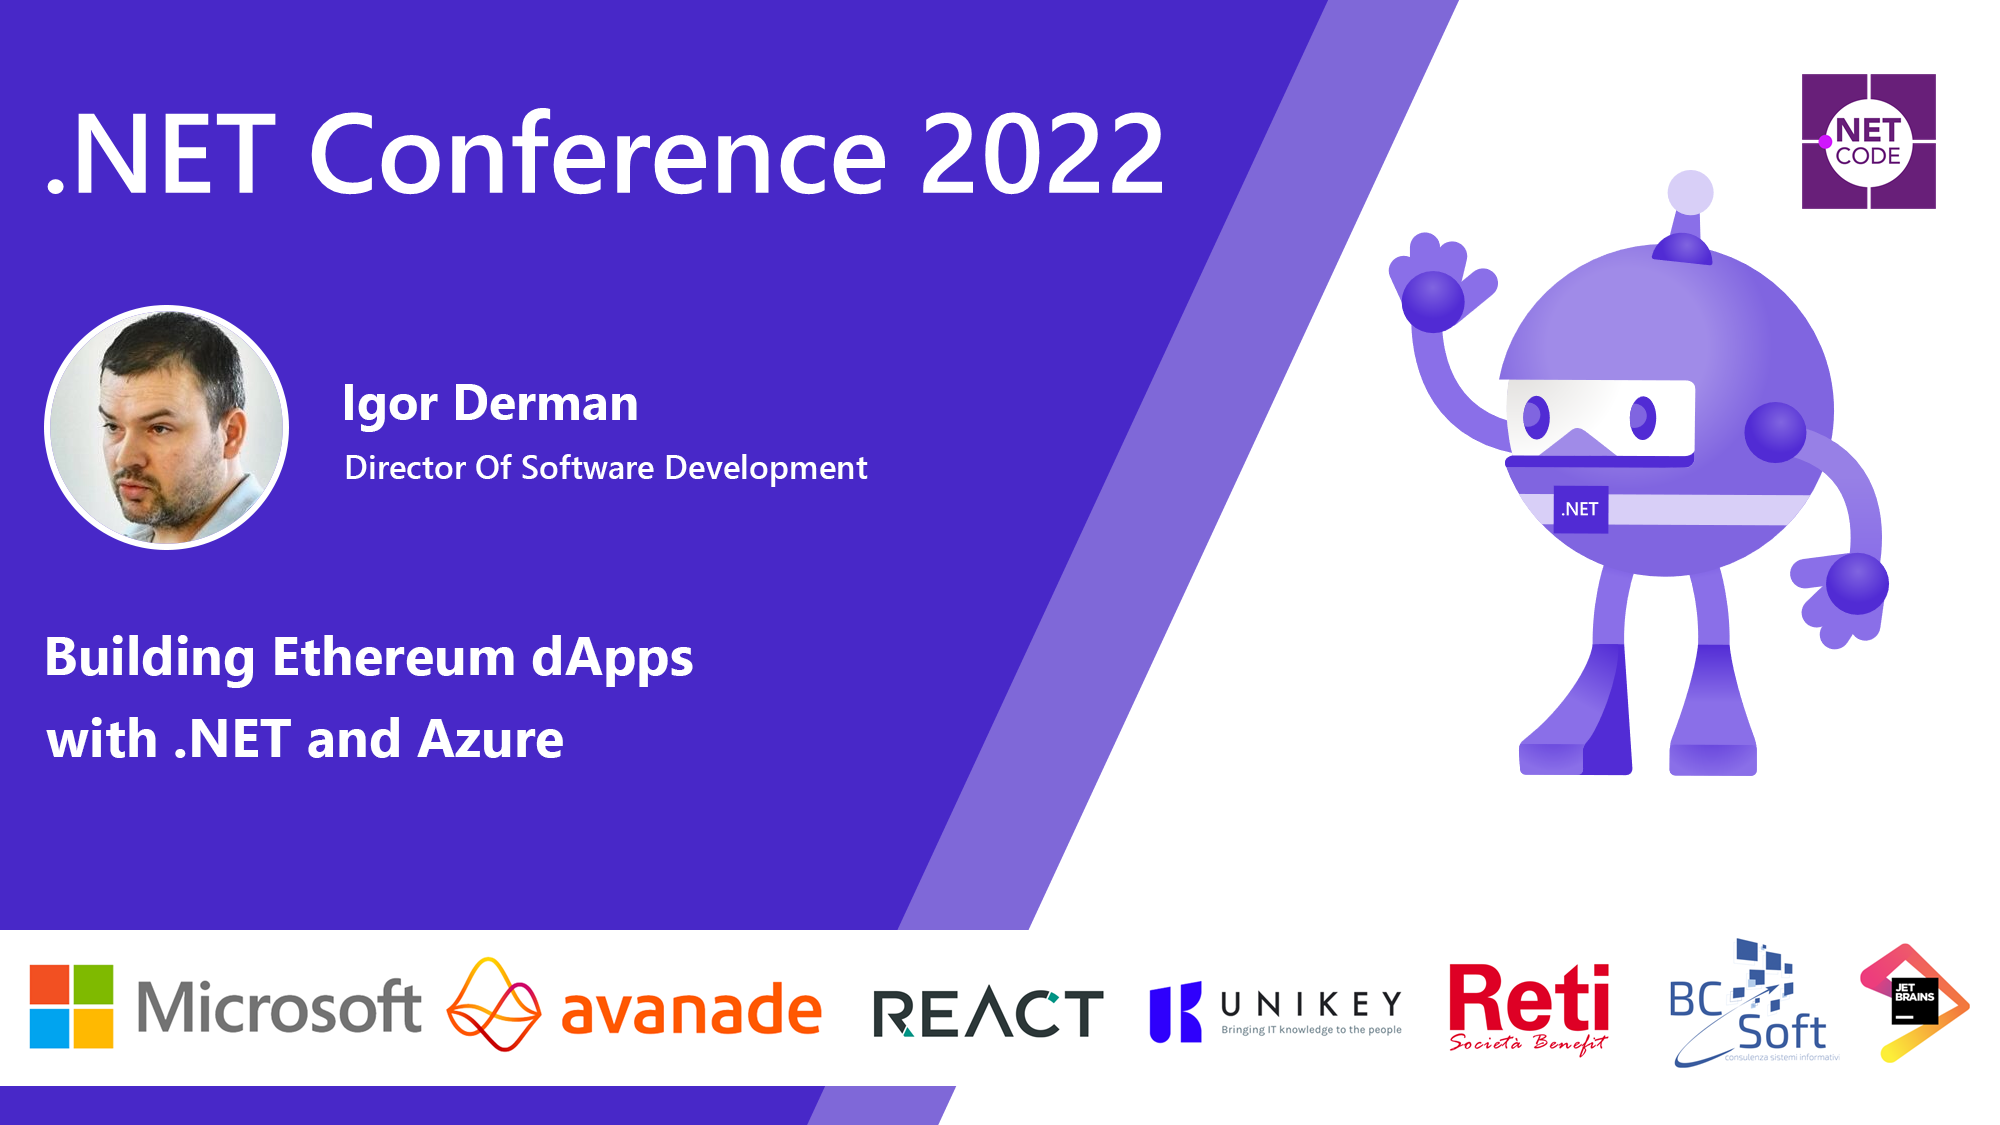 .NET Conference 2022
NET
CODE
Igor Derman
Director Of Software Development
.NET
Building Ethereum dApps
with .NET and Azure
Microsoft
avanade
REACT
UNIKEY
Bringing IT knowledge to the people
Reti
Società Benefit
BC
Soft
consulenza sistemi informativi
JET
BRAINS